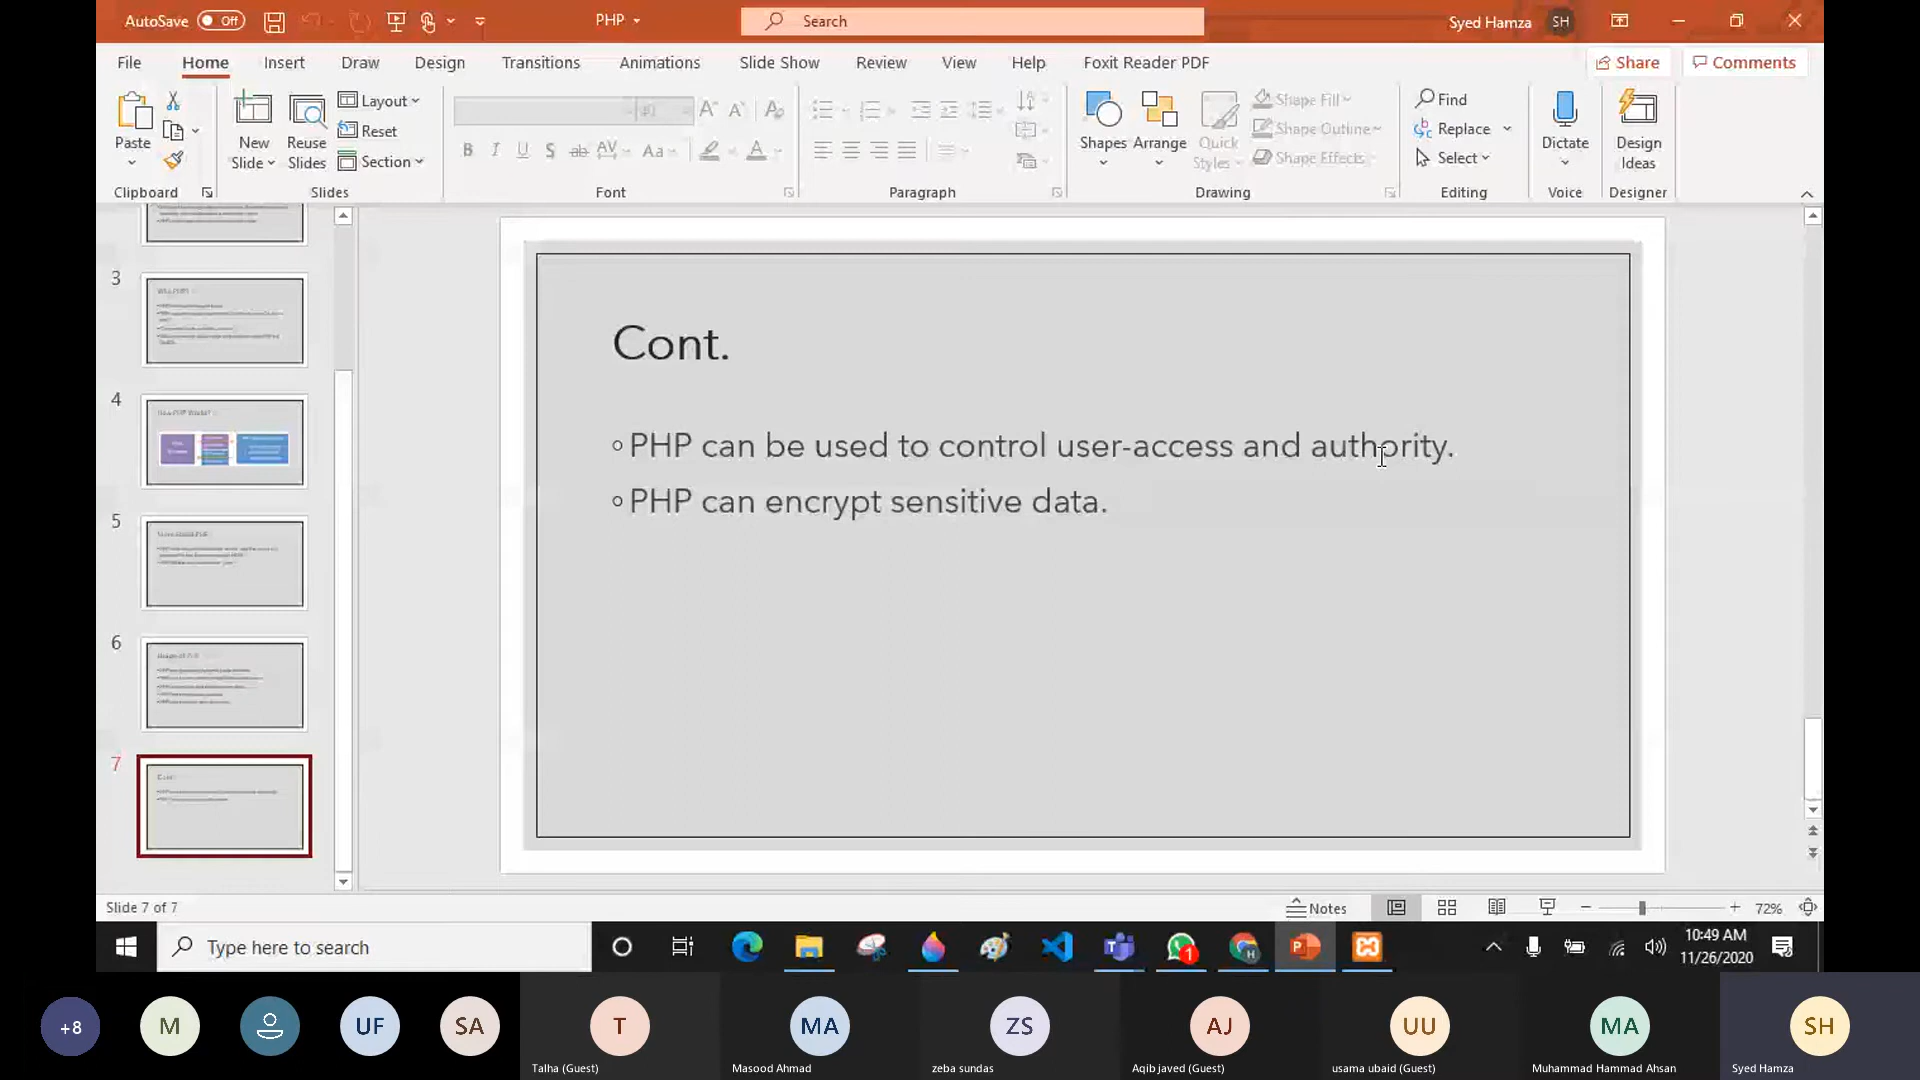 AutoSave Off
PHP
Search
Syed Hamza SH
File Home Insert Draw Design Transitions Animations Slide Show Review View Help Foxit Reader PDF Share Comments
Paste
New Slide
Reuse Slides
Layout
Reset
Section
40
B I U S ab AV Aa A
Shapes Arrange Quick Styles
Shape Fill
Shape Outline
Shape Effects
Find
Replace
Select
Dictate
Design Ideas
Clipboard Slides Font Paragraph Drawing Editing Voice Designer
3
4
5
6
7
Cont.
PHP can be used to control user-access and authority.
PHP can encrypt sensitive data.
Slide 7 of 7
Notes
72%
Type here to search
1
10:49 AM
11/26/2020
+8 M UF SA T MA ZS AJ UU MA SH
Talha (Guest) Masood Ahmad zeba sundas Aqib javed (Guest) usama ubaid (Guest) Muhammad Hammad Ahsan Syed Hamza